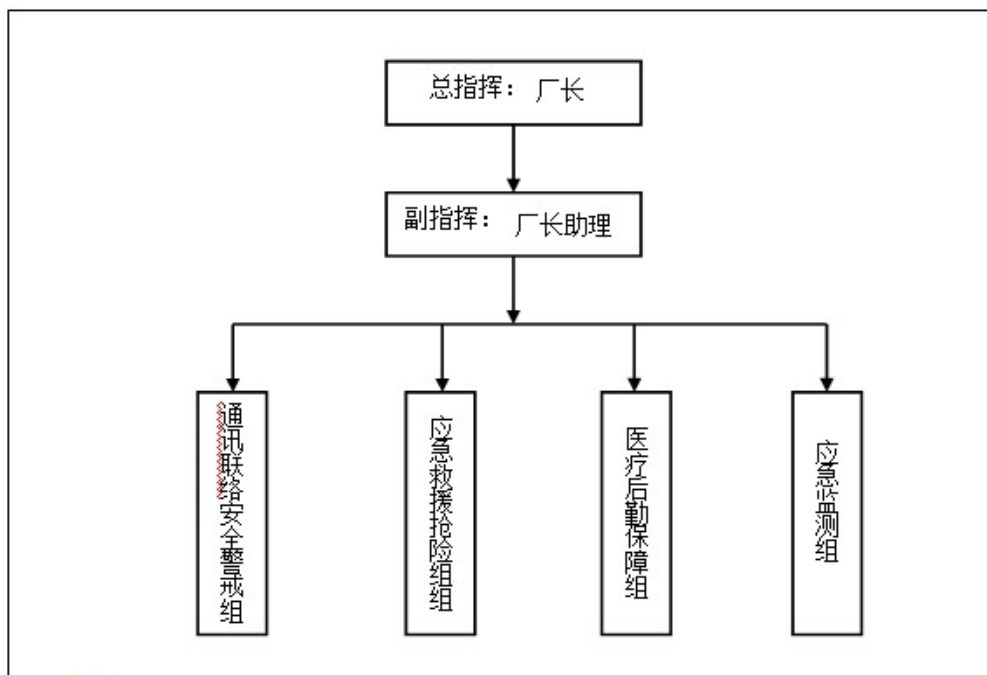 总指挥： 厂长
副指挥： 厂长助理
通讯联络安全警戒组
应急救援抢险组组
医疗后勤保障组
应急监测组